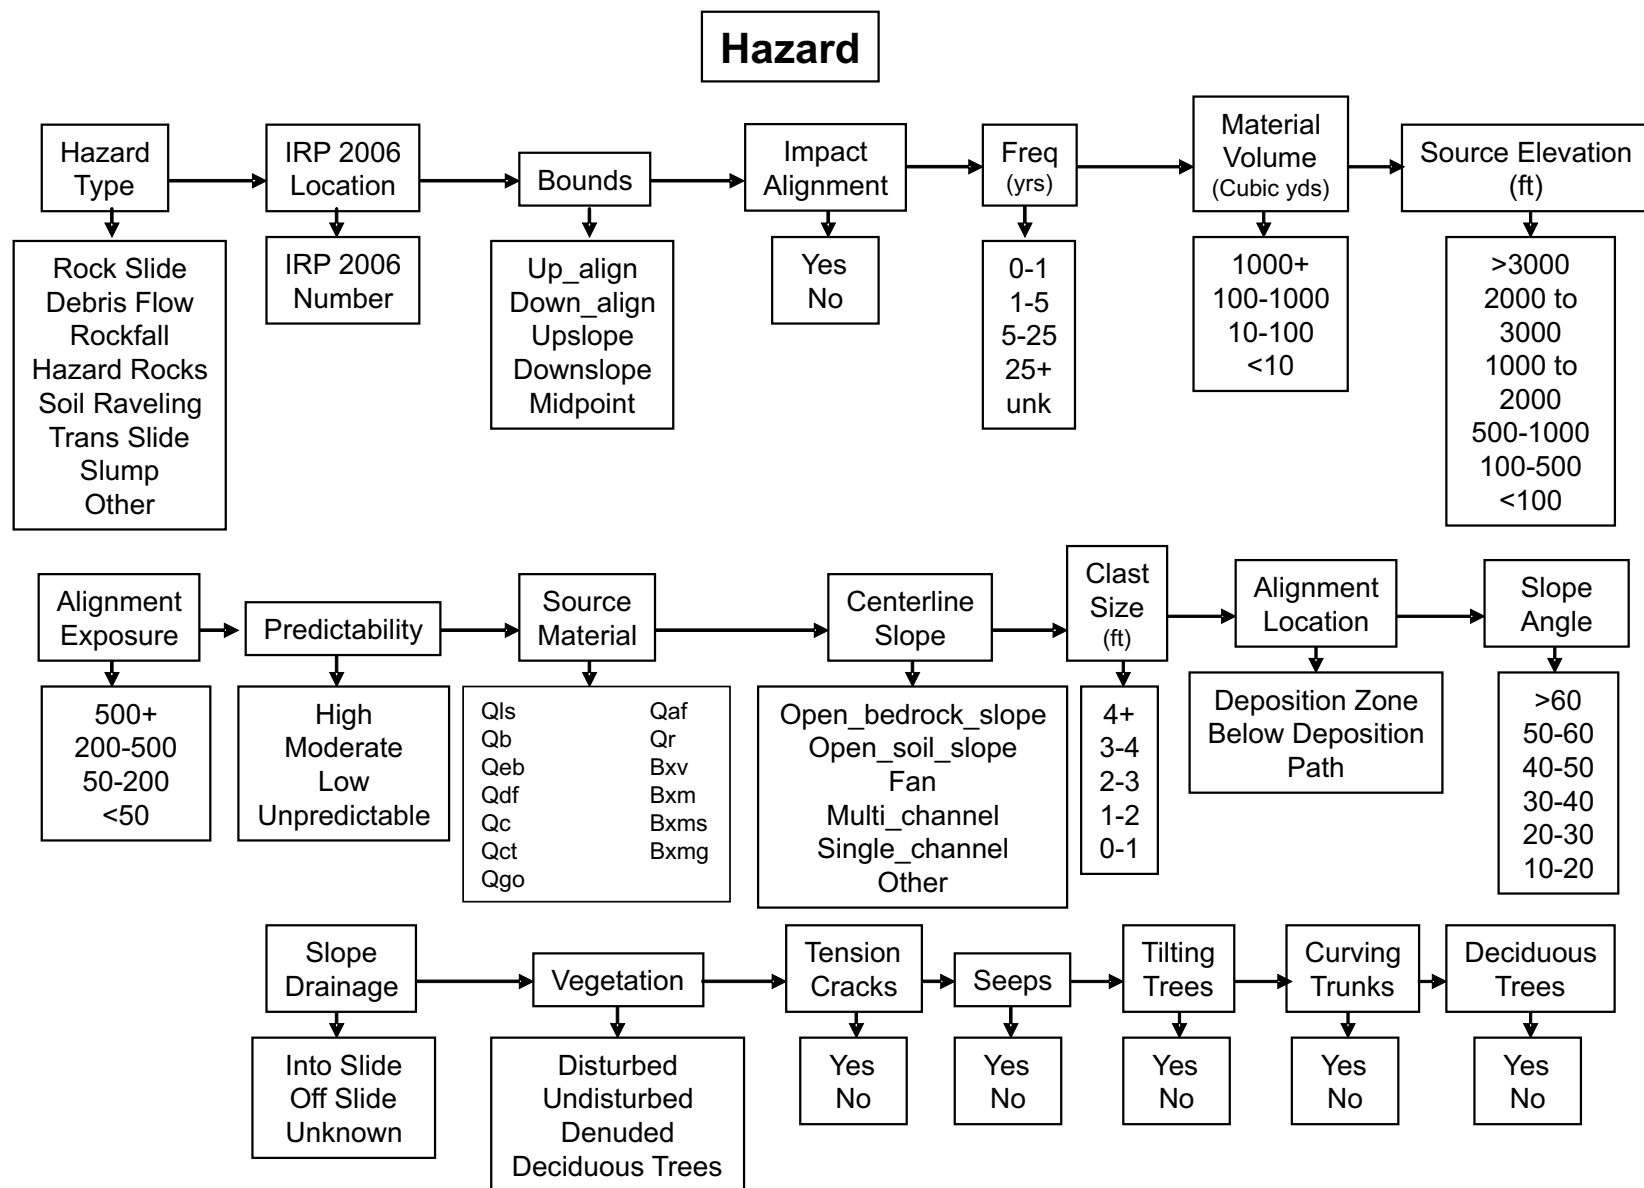 Hazard
Hazard
Type
IRP 2006
Location
Bounds
Impact
Alignment
Freq
(yrs)
Material
Volume
(Cubic yds)
Source Elevation
(ft)
Rock Slide
Debris Flow
Rockfall
Hazard Rocks
Soil Raveling
Trans Slide
Slump
Other
IRP 2006
Number
Up_align
Down_align
Upslope
Downslope
Midpoint
Yes
No
0-1
1-5
5-25
25+
unk
1000+
100-1000
10-100
<10
>3000
2000 to
3000
1000 to
2000
500-1000
100-500
<100
Alignment
Exposure
Predictability
Source
Material
Centerline
Slope
Clast
Size
(ft)
Alignment
Location
Slope
Angle
500+
200-500
50-200
<50
High
Moderate
Low
Unpredictable
Qls
Qb
Qeb
Qdf
Qc
Qct
Qgo
Qaf
Qr
Bxv
Bxm
Bxms
Bxmg
Open_bedrock_slope
Open_soil_slope
Fan
Multi_channel
Single_channel
Other
4+
3-4
2-3
1-2
0-1
Deposition Zone
Below Deposition
Path
>60
50-60
40-50
30-40
20-30
10-20
Slope
Drainage
Vegetation
Tension
Cracks
Seeps
Tilting
Trees
Curving
Trunks
Deciduous
Trees
Into Slide
Off Slide
Unknown
Disturbed
Undisturbed
Denuded
Deciduous Trees
Yes
No
Yes
No
Yes
No
Yes
No
Yes
No